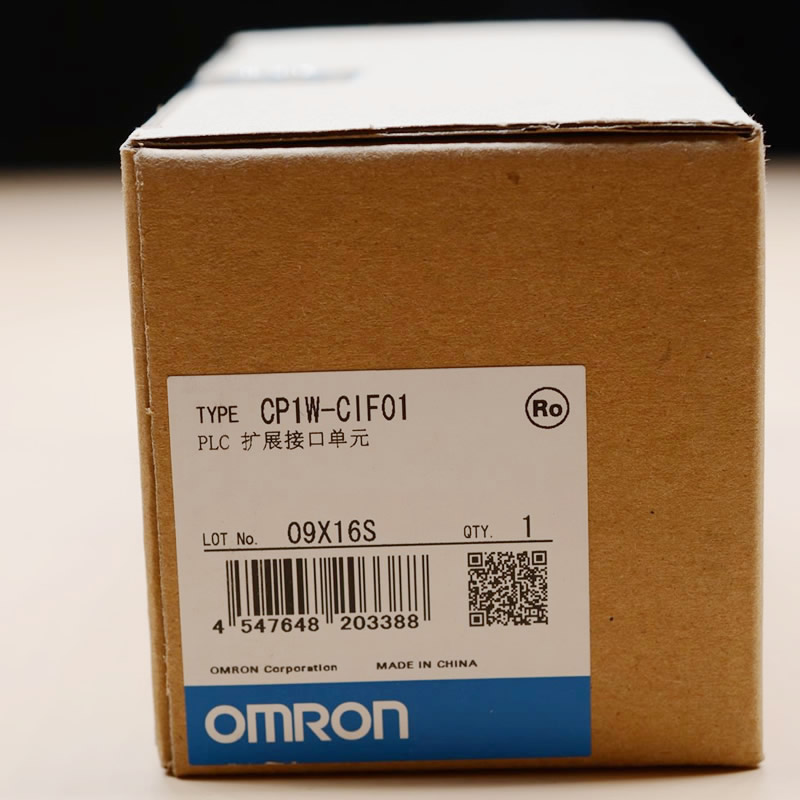 TYPE CP1W-CIF01
Ro
PLC 扩展接口单元
LOT No. 09X16S QTY. 1
4 547648 203388
OMRON Corporation MADE IN CHINA
OMRON